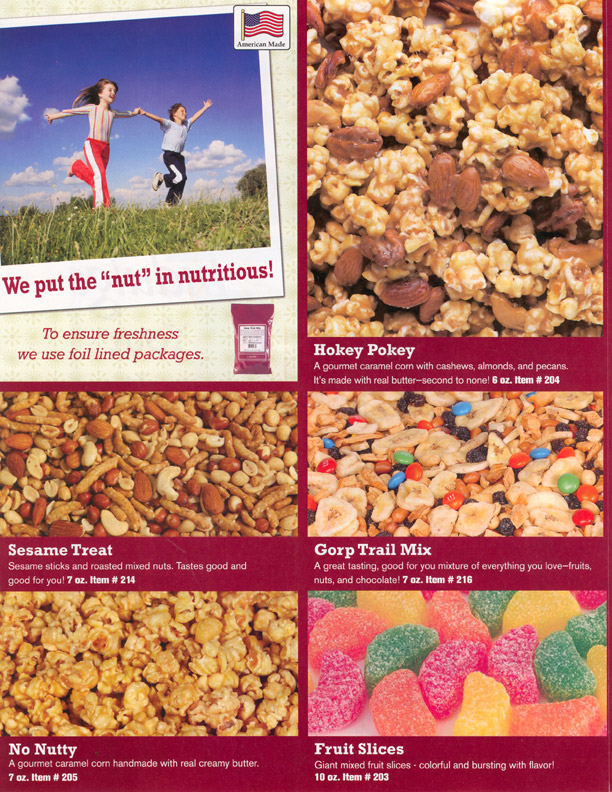 American Made
We put the “nut” in nutritious!
To ensure freshness
we use foil lined packages.
Hokey Pokey
A gourmet caramel corn with cashews, almonds, and pecans.
It's made with real butter–second to none! 6 oz. Item # 204
Sesame Treat
Sesame sticks and roasted mixed nuts. Tastes good and
good for you! 7 oz. Item # 214
Gorp Trail Mix
A great tasting, good for you mixture of everything you love–fruits,
nuts, and chocolate! 7 oz. Item # 216
No Nutty
A gourmet caramel corn handmade with real creamy butter.
7 oz. Item # 205
Fruit Slices
Giant mixed fruit slices - colorful and bursting with flavor!
10 oz. Item # 203